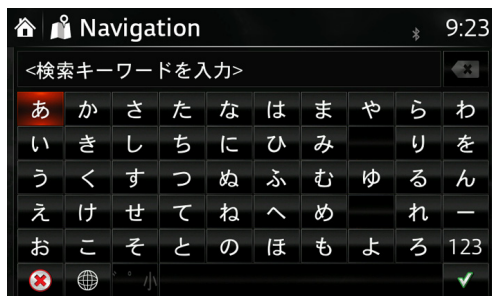 Navigation 9:23
<検索キーワードを入力>
あ か さ た な は ま や ら わ
い き し ち に ひ み り を
う く す つ ぬ ふ む ゆ る ん
え け せ て ね へ め れ ー
お こ そ と の ほ も よ ろ 123
゛ ゜ 小